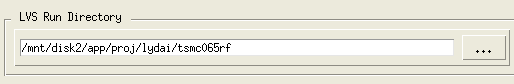 LVS Run Directory
/mnt/disk2/app/proj/lydai/tsmc065rf
...